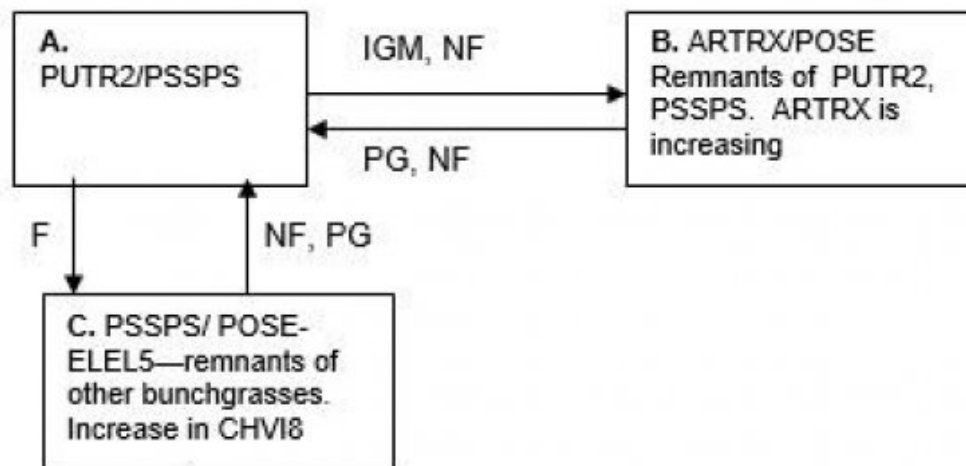 A.
PUTR2/PSSPS
IGM, NF
PG, NF
B. ARTRX/POSE
Remnants of PUTR2,
PSSPS. ARTRX is
increasing
F
NF, PG
C. PSSPS/ POSE-
ELEL5—remnants of
other bunchgrasses.
Increase in CHVI8